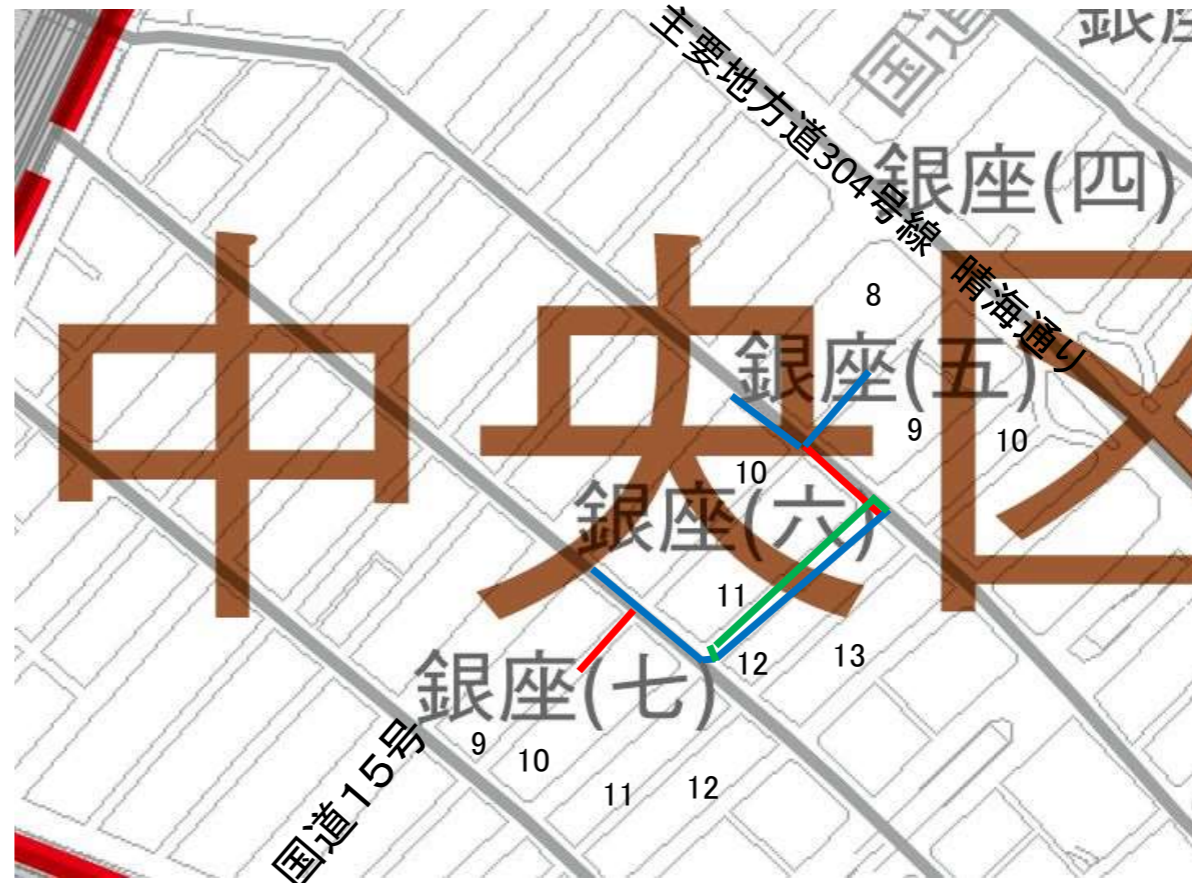 銀座
国道
主要地方道304号線 晴海通り
銀座(四)
8
銀座(五)
9
10
中央区
10
銀座(六)
11
12
13
銀座(七)
9
10
11
12
国道15号